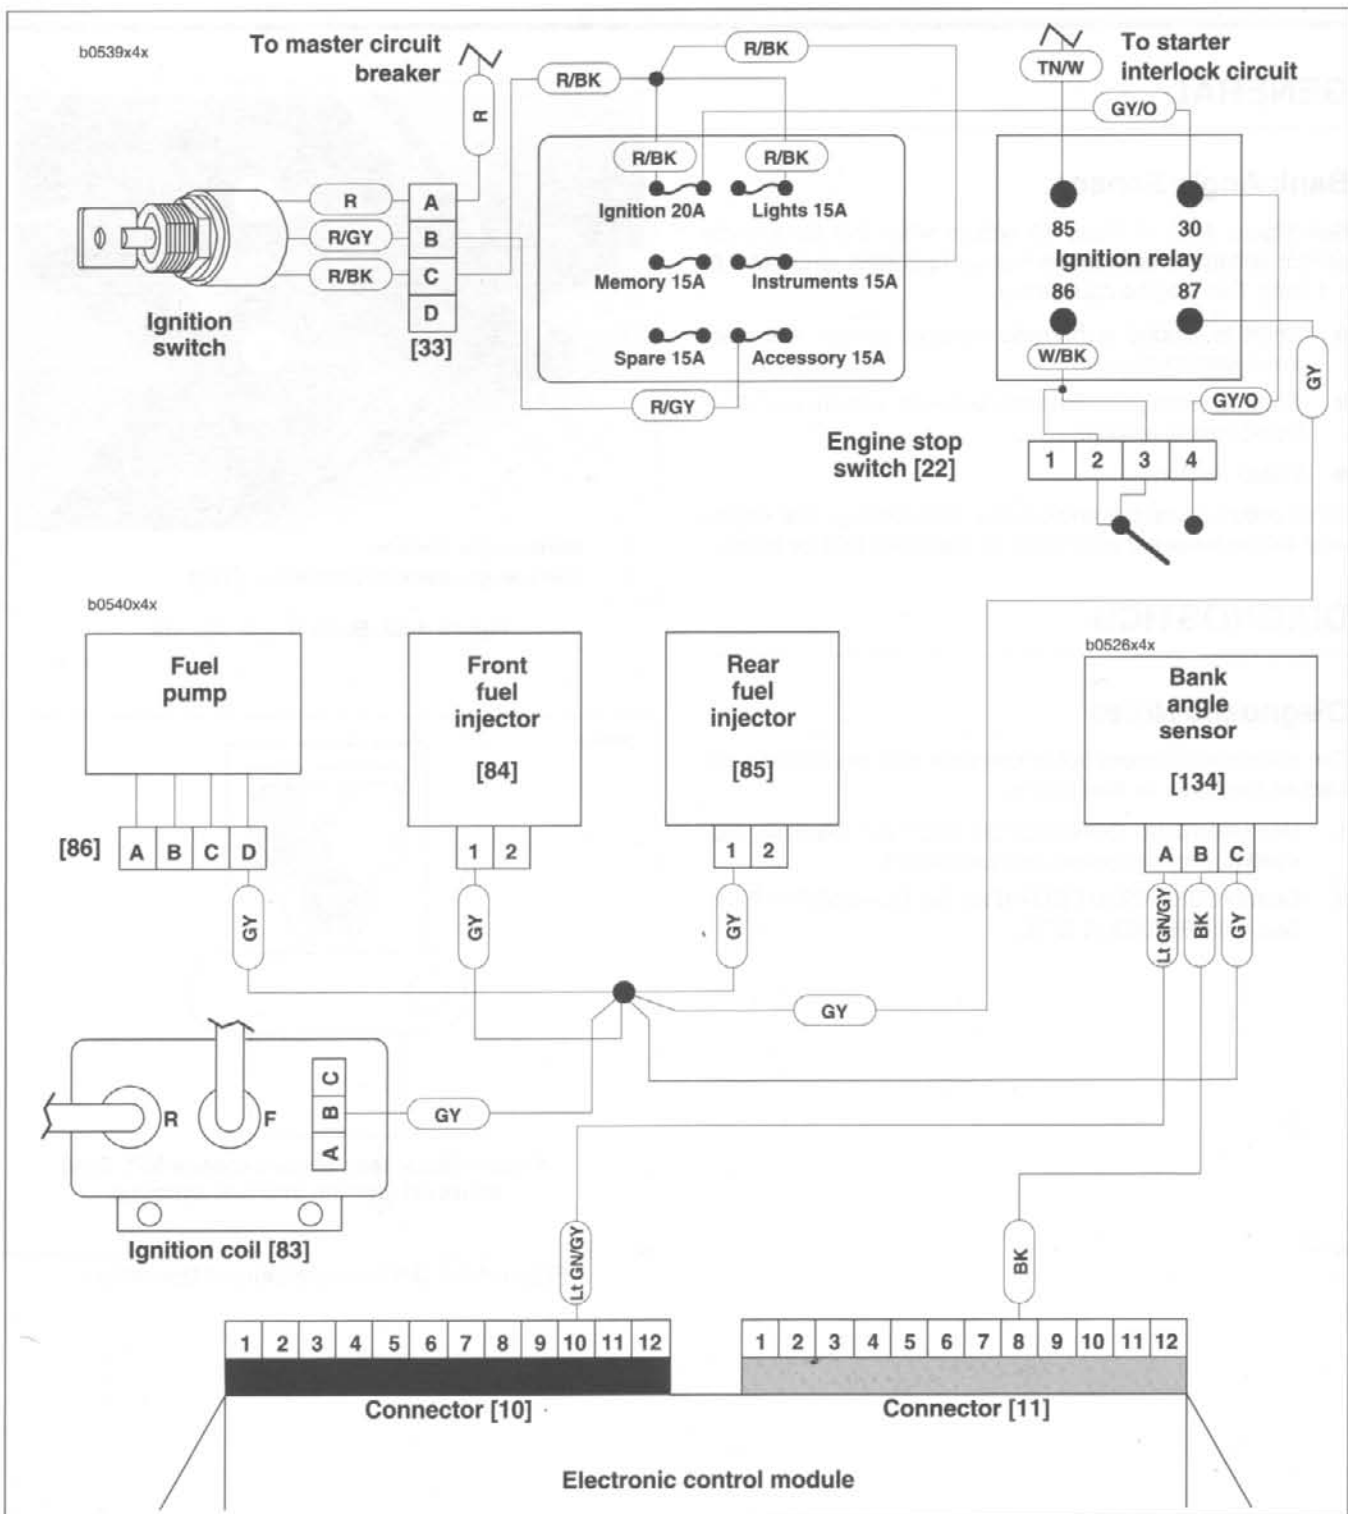 b0539x4x
To master circuit
breaker
R
R/BK
R/BK
TN/W
To starter
interlock circuit
GY/O
R/BK
R/BK
Ignition 20A
Lights 15A
Memory 15A
Instruments 15A
Spare 15A
Accessory 15A
R
R/GY
R/BK
A
B
C
D
[33]
Ignition
switch
R/GY
85
30
Ignition relay
86
87
W/BK
GY/O
GY
Engine stop
switch [22]
1 2 3 4
b0540x4x
Fuel
pump
[86]
A B C D
GY
Front
fuel
injector
[84]
1 2
GY
Rear
fuel
injector
[85]
1 2
GY
b0526x4x
Bank
angle
sensor
[134]
A B C
Lt GN/GY
BK
GY
GY
R
F
C
B
A
GY
Ignition coil [83]
Lt GN/GY
BK
1 2 3 4 5 6 7 8 9 10 11 12
1 2 3 4 5 6 7 8 9 10 11 12
Connector [10]
Connector [11]
Electronic control module